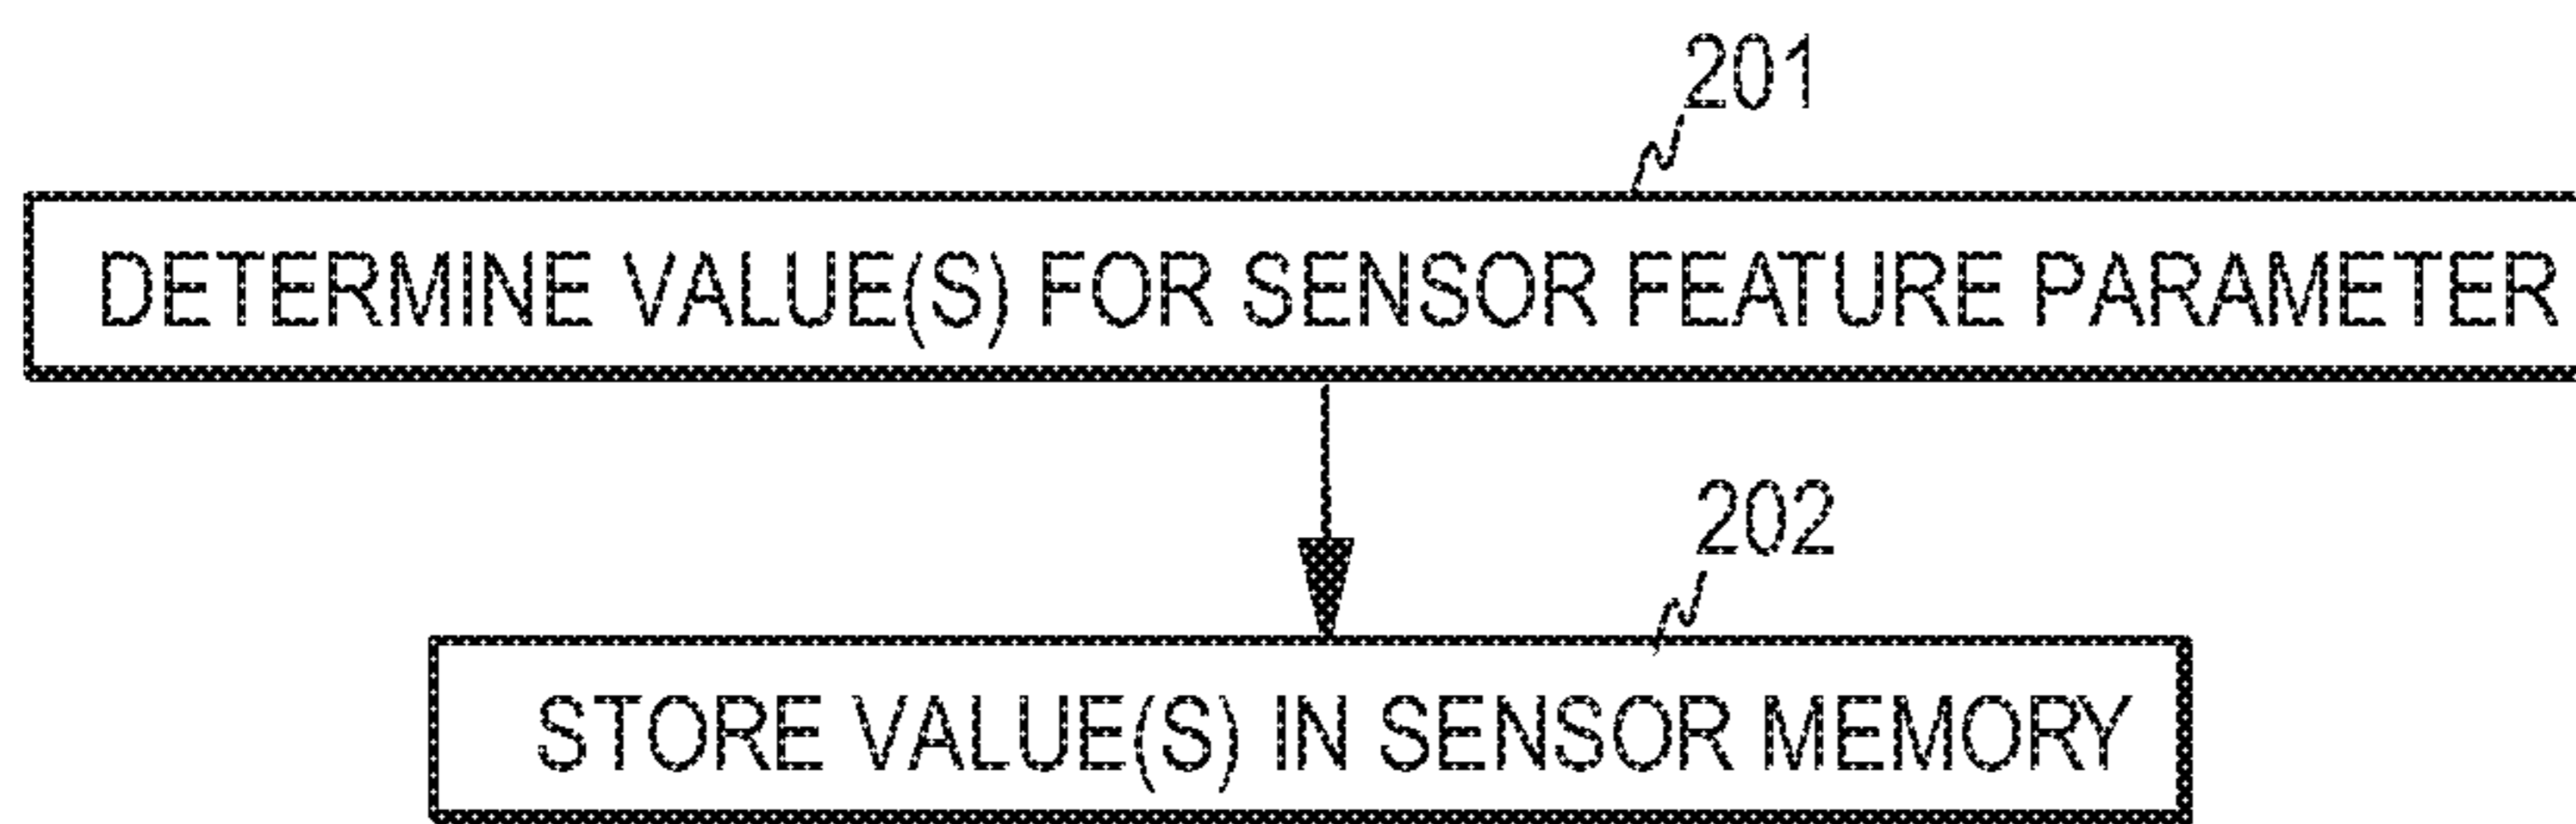 201
DETERMINE VALUE(S) FOR SENSOR FEATURE PARAMETER
202
STORE VALUE(S) IN SENSOR MEMORY